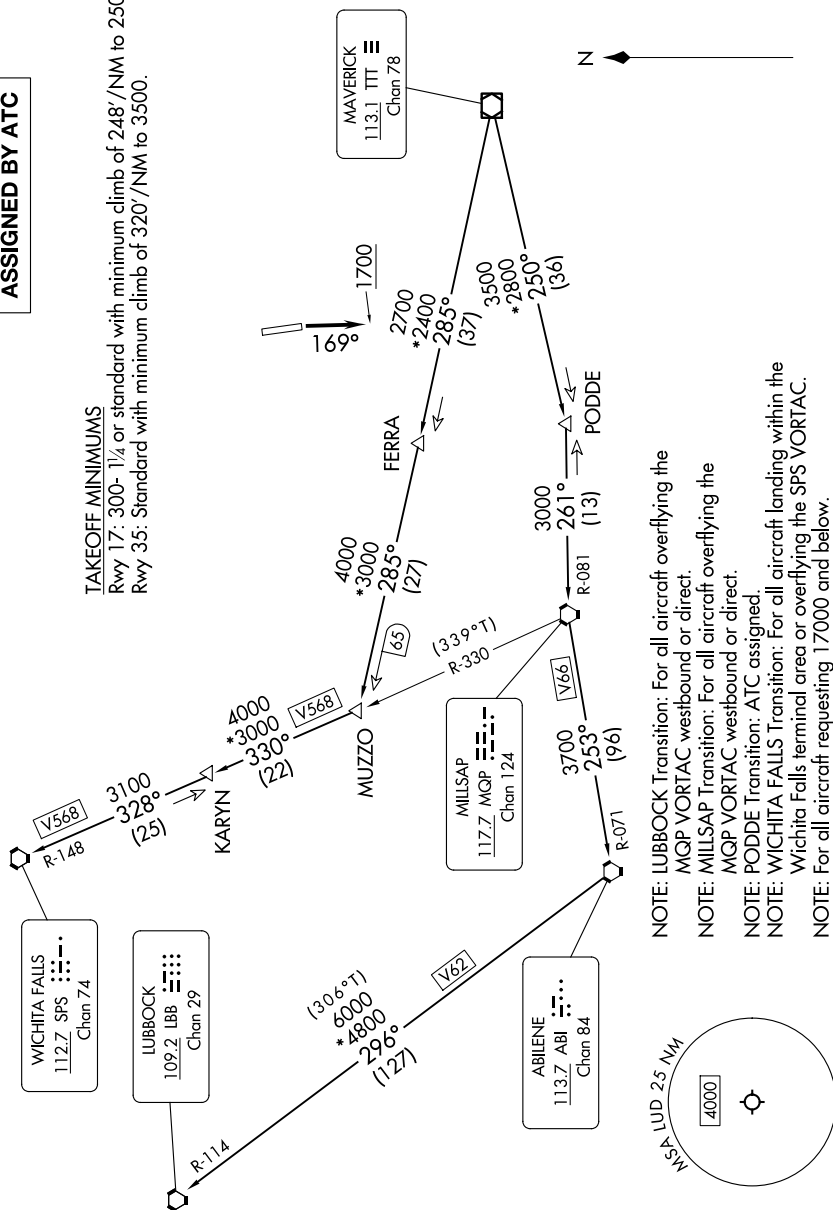 ASSIGNED BY ATC
TAKEOFF MINIMUMS
Rwy 17: 300- 1¼ or standard with minimum climb of 248'/NM to
Rwy 35: Standard with minimum climb of 320'/NM to 3500.
WICHITA FALLS
112.7 SPS
Chan 74
LUBBOCK
109.2 LBB
Chan 29
R-148
V568
3100
328°
(25)
KARYN
4000
*3000
330°
(22)
V568
MUZZO
65
4000
*3000
285°
(27)
FERRA
2700
*2400
285°
(37)
169°
1700
MAVERICK
113.1 TTT
Chan 78
N
3500
*2800
250°
(36)
PODDE
3000
261°
(13)
R-081
(339°T)
R-330
MILLSAP
117.7 MQP
Chan 124
V66
3700
253°
(96)
R-071
ABILENE
113.7 ABI
Chan 84
V62
(306°T)
6000
*4800
296°
(127)
R-114
MSA LUD 25 NM
4000
NOTE: LUBBOCK Transition: For all aircraft overflying the
MQP VORTAC westbound or direct.
NOTE: MILLSAP Transition: For all aircraft overflying the
MQP VORTAC westbound or direct.
NOTE: PODDE Transition: ATC assigned.
NOTE: WICHITA FALLS Transition: For all aircraft landing within the
Wichita Falls terminal area or overflying the SPS VORTAC.
NOTE: For all aircraft requesting 17000 and below.